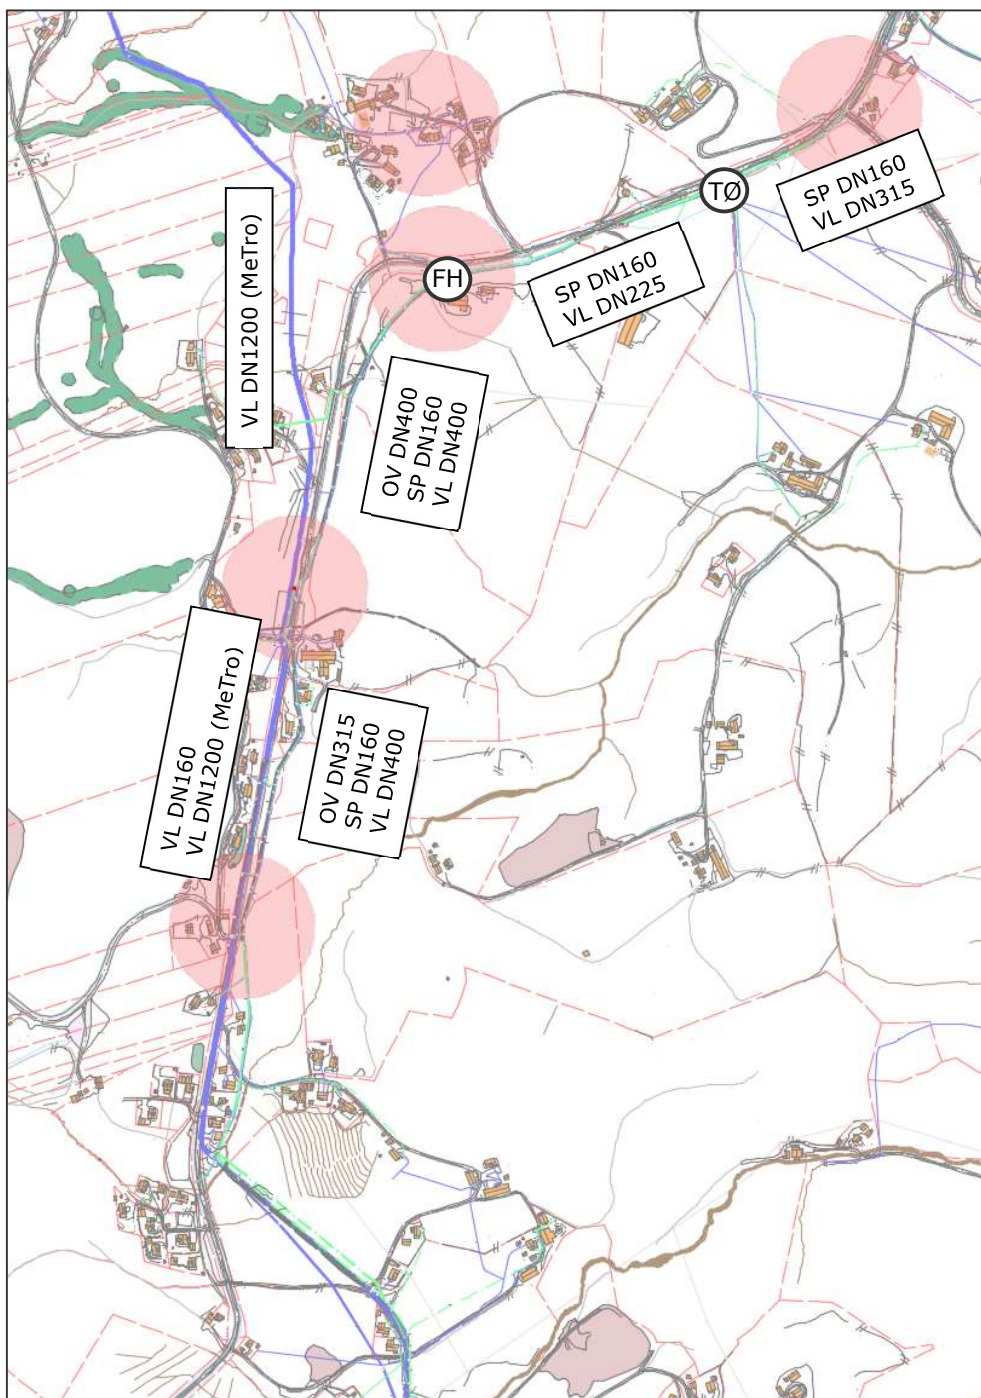 SP DN160
VL DN315
TØ
VL DN1200 (MeTro)
FH
SP DN160
VL DN225
OV DN400
SP DN160
VL DN400
VL DN160
VL DN1200 (MeTro)
OV DN315
SP DN160
VL DN400